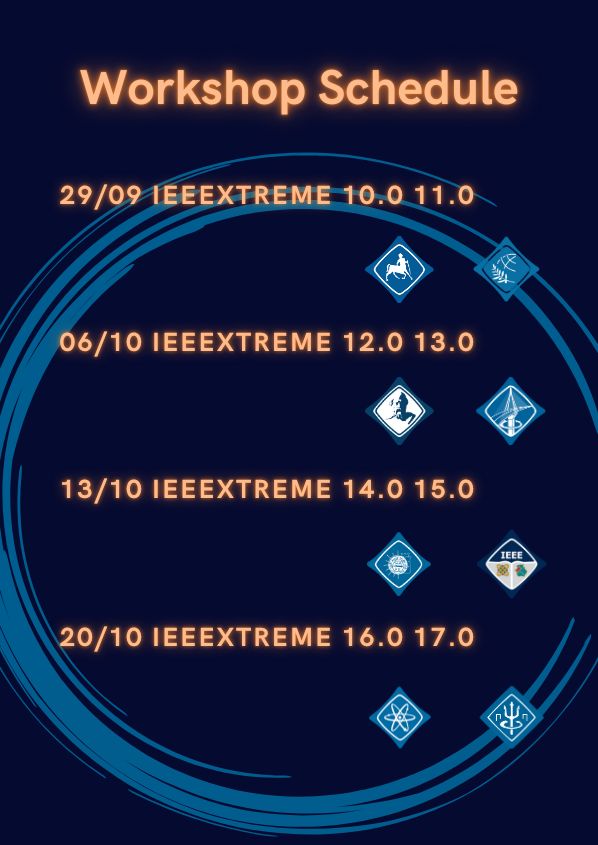 Workshop Schedule
29/09 IEEEXTREME 10.0 11.0
06/10 IEEEXTREME 12.0 13.0
13/10 IEEEXTREME 14.0 15.0
IEEE
20/10 IEEEXTREME 16.0 17.0
Π Π